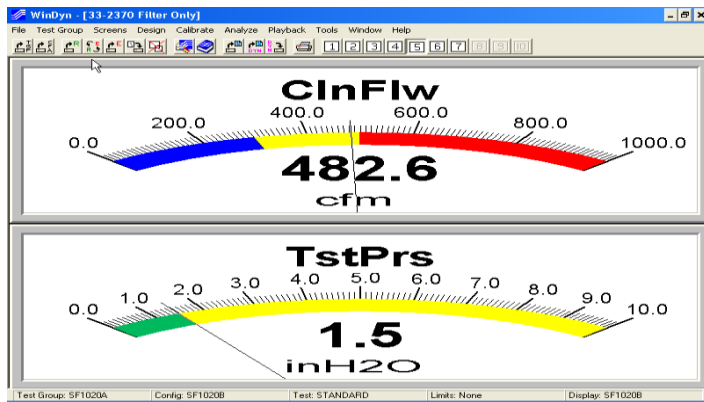 WinDyn - [33-2370 Filter Only]
File Test Group Screens Design Calibrate Analyze Playback Tools Window Help
1 2 3 4 5 6 7 8 9 10
ClnFlw
0.0 200.0 400.0 600.0 800.0 1000.0
482.6
cfm
TstPrs
0.0 1.0 2.0 3.0 4.0 5.0 6.0 7.0 8.0 9.0 10.0
1.5
inH2O
Test Group: SF1020A Config: SF1020B Test: STANDARD Limits: None Display: SF1020B